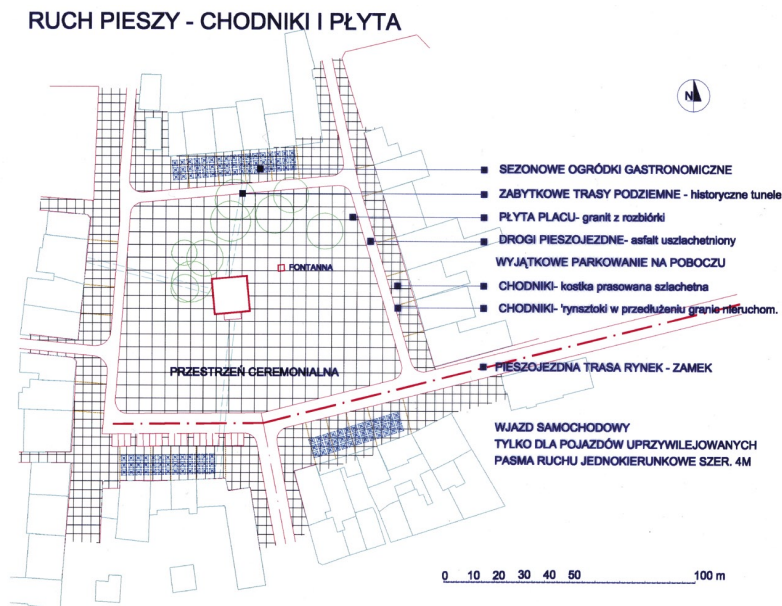 RUCH PIESZY - CHODNIKI I PŁYTA
N
SEZONOWE OGRÓDKI GASTRONOMICZNE
ZABYTKOWE TRASY PODZIEMNE - historyczne tunele
PŁYTA PLACU- granit z rozbiórki
DROGI PIESZOJEZDNE- asfalt uszlachetniony
WYJĄTKOWE PARKOWANIE NA POBOCZU
CHODNIKI- kostka prasowana szlachetna
CHODNIKI- 'rynsztoki w przedłużeniu granic nieruchom.
FONTANNA
PRZESTRZEŃ CEREMONIALNA
PIESZOJEZDNA TRASA RYNEK - ZAMEK
WJAZD SAMOCHODOWY
TYLKO DLA POJAZDÓW UPRZYWILEJOWANYCH
PASMA RUCHU JEDNOKIERUNKOWE SZER. 4M
0 10 20 30 40 50 100 m